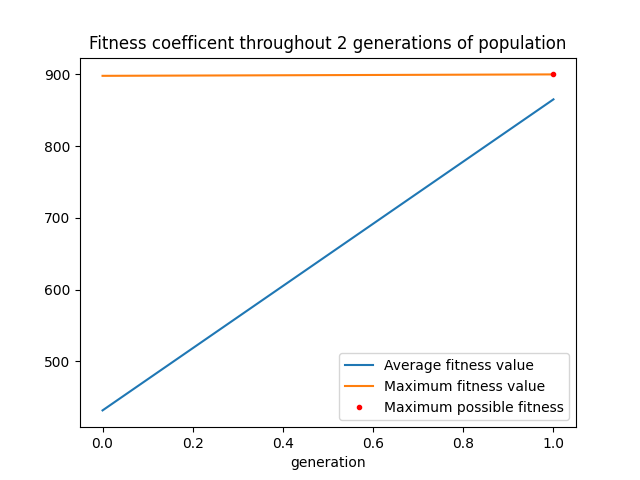 Fitness coefficent throughout 2 generations of population
900
800
700
600
500
Average fitness value
Maximum fitness value
Maximum possible fitness
0.0 0.2 0.4 0.6 0.8 1.0
generation